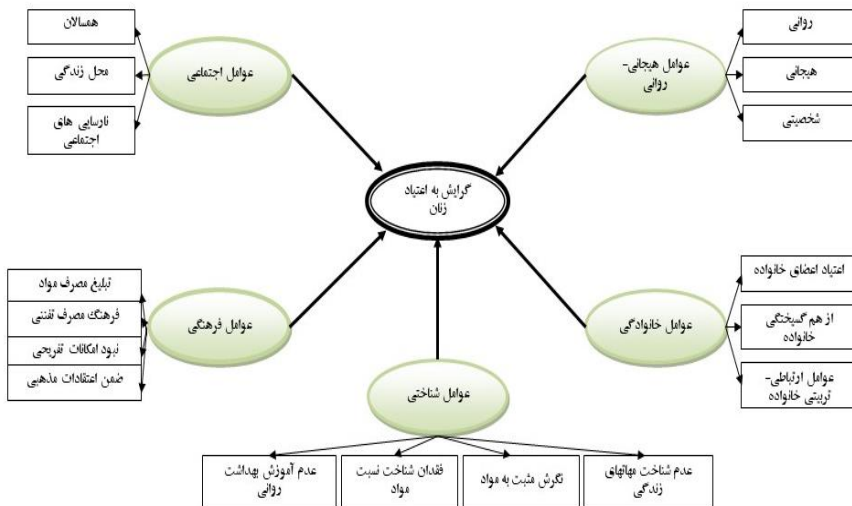 همسالان
محل زندگی
نارسایی های
اجتماعی
عوامل اجتماعی
عوامل هیجانی-
روانی
روانی
هیجانی
شخصیتی
گرایش به اعتیاد
زنان
تبلیغ مصرف مواد
فرهنگ مصرف تفننی
نبود امکانات تفریحی
ضمن اعتقادات مذهبی
عوامل فرهنگی
عوامل خانوادگی
اعتیاد اعضای خانواده
از هم گسیختگی
خانواده
عوامل ارتباطی-
تربیتی خانواده
عوامل شناختی
عدم شناخت مهاتهای
زندگی
نگرش مثبت به مواد
فقدان شناخت نسبت
مواد
عدم آموزش بهداشت
روانی